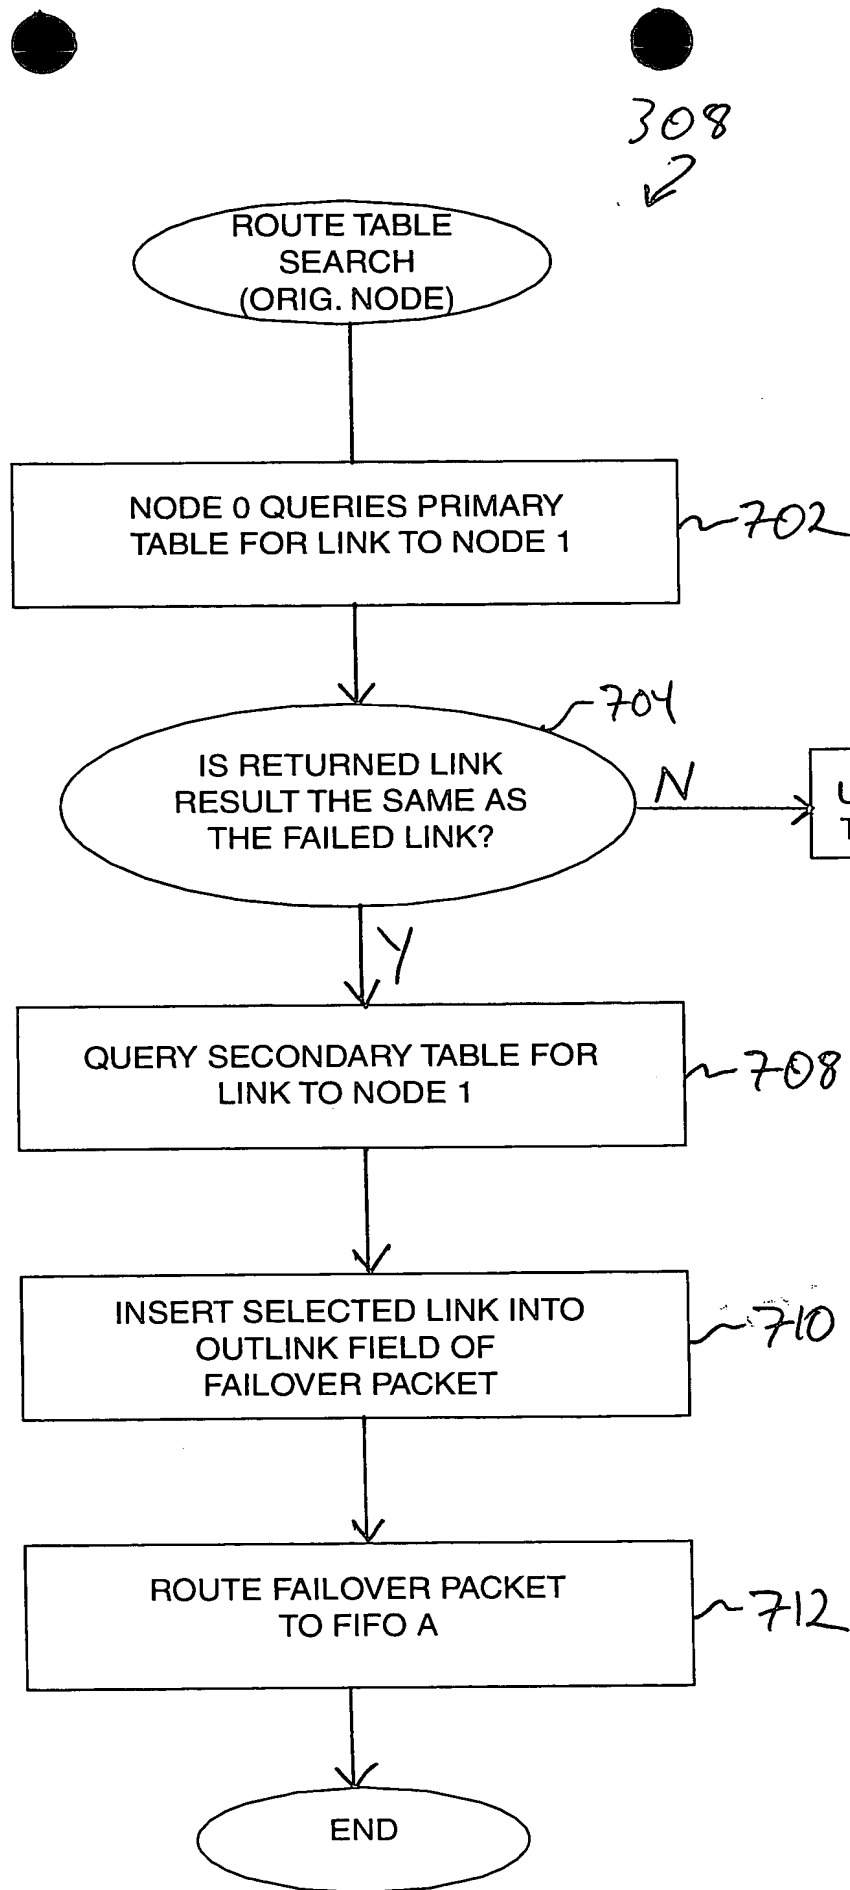 308
ROUTE TABLE
SEARCH
(ORIG. NODE)
NODE 0 QUERIES PRIMARY
TABLE FOR LINK TO NODE 1
702
704
IS RETURNED LINK
RESULT THE SAME AS
THE FAILED LINK?
N
Y
QUERY SECONDARY TABLE FOR
LINK TO NODE 1
708
INSERT SELECTED LINK INTO
OUTLINK FIELD OF
FAILOVER PACKET
710
ROUTE FAILOVER PACKET
TO FIFO A
712
END